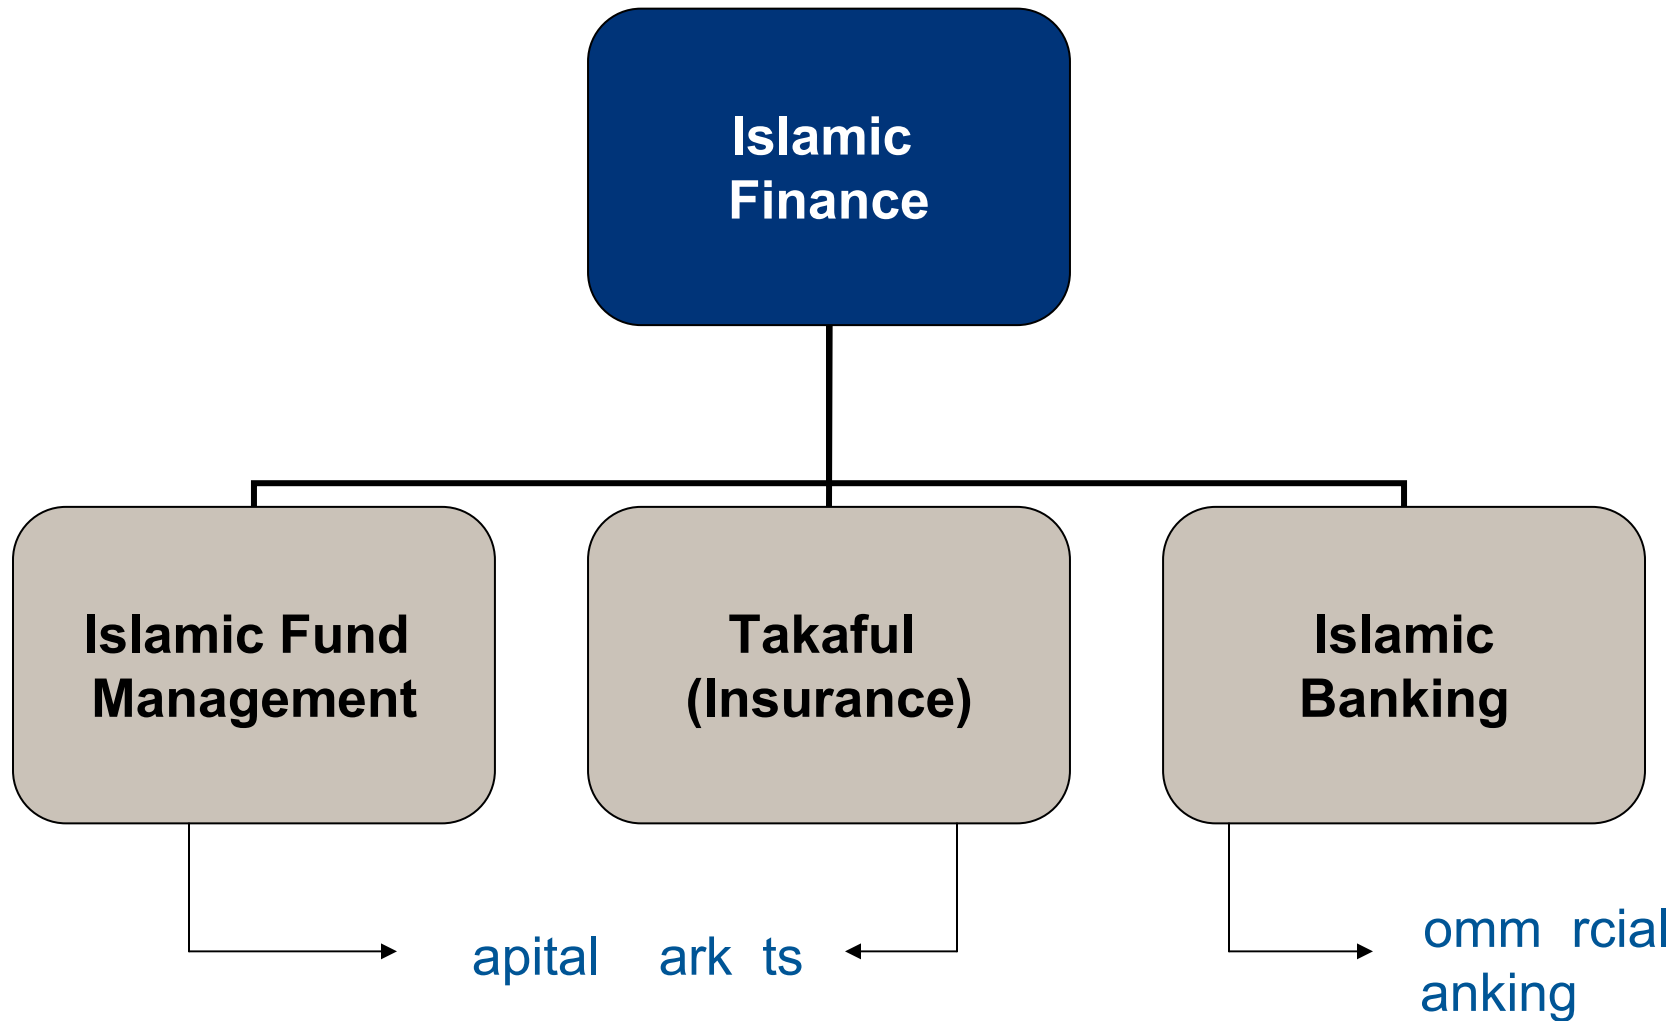 Islamic
Finance
Islamic Fund
Management
Takaful
(Insurance)
Islamic
Banking
apital ark ts
omm rcial
anking